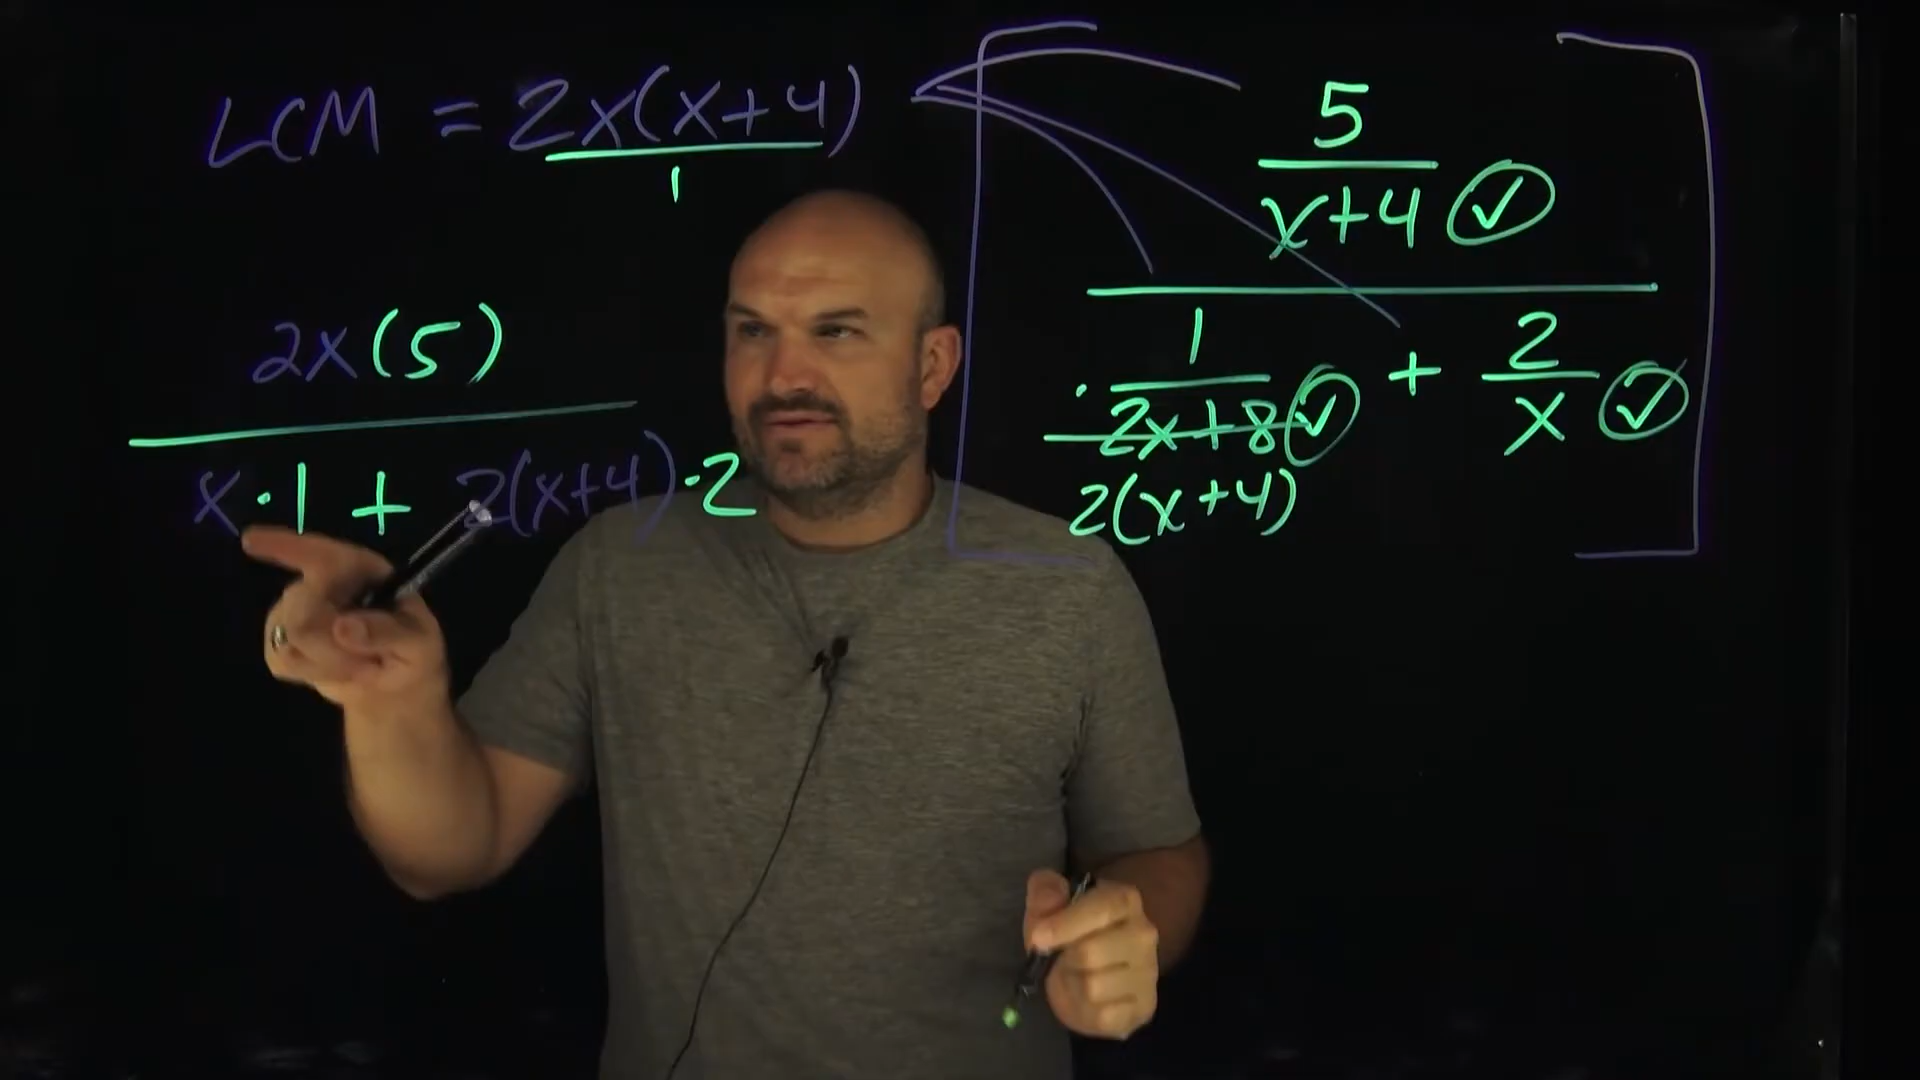 LCM = 2x(x+4)
1
2x(5)
x·1 + 2(x+4)·2
5
x+4 ✓
1 + 2
· 2x+8 ✓ x ✓
2(x+4)